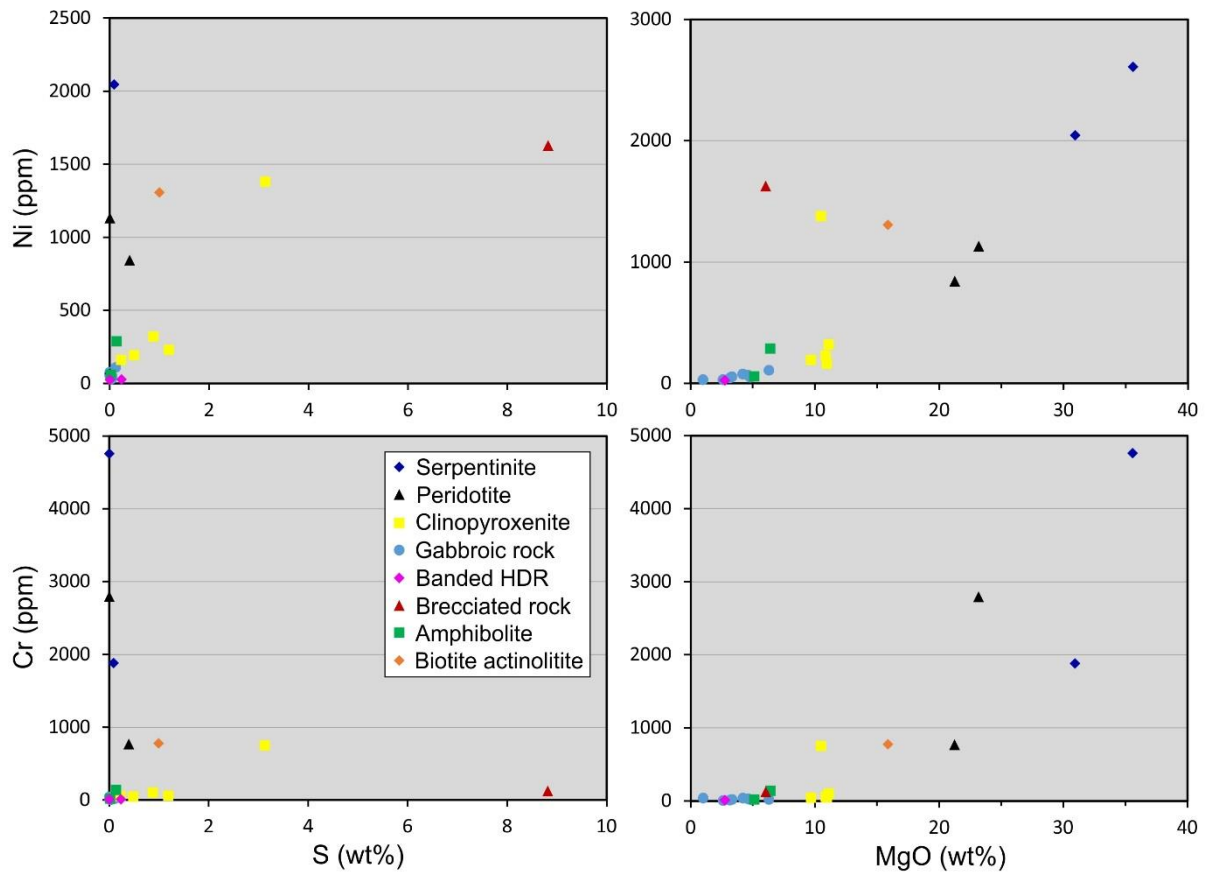 2500
2000
1500
1000
500
0
Ni (ppm)
0 2 4 6 8 10
3000
2000
1000
0
0 10 20 30 40
5000
4000
3000
2000
1000
0
Cr (ppm)
0 2 4 6 8 10
S (wt%)
Serpentinite
Peridotite
Clinopyroxenite
Gabbroic rock
Banded HDR
Brecciated rock
Amphibolite
Biotite actinolitite
5000
4000
3000
2000
1000
0
0 10 20 30 40
MgO (wt%)